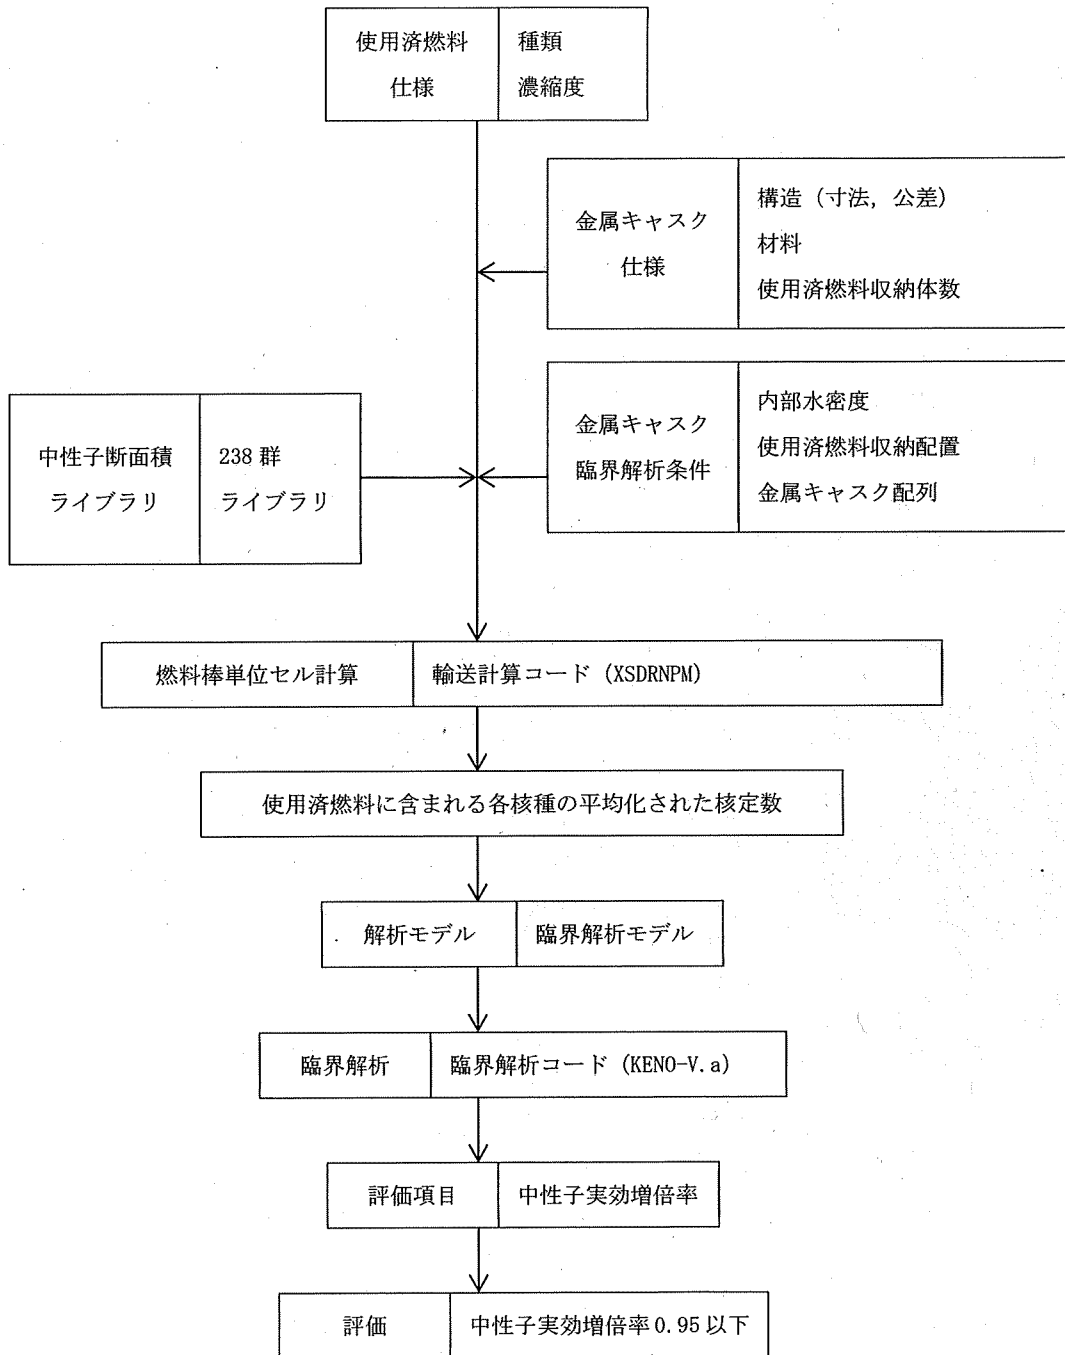 使用済燃料
仕様
種類
濃縮度
金属キャスク
仕様
構造（寸法，公差）
材料
使用済燃料収納体数
中性子断面積
ライブラリ
238 群
ライブラリ
金属キャスク
臨界解析条件
内部水密度
使用済燃料収納配置
金属キャスク配列
燃料棒単位セル計算
輸送計算コード（XSDRNPM）
使用済燃料に含まれる各核種の平均化された核定数
解析モデル
臨界解析モデル
臨界解析
臨界解析コード（KENO-V.a）
評価項目
中性子実効増倍率
評価
中性子実効増倍率 0.95 以下